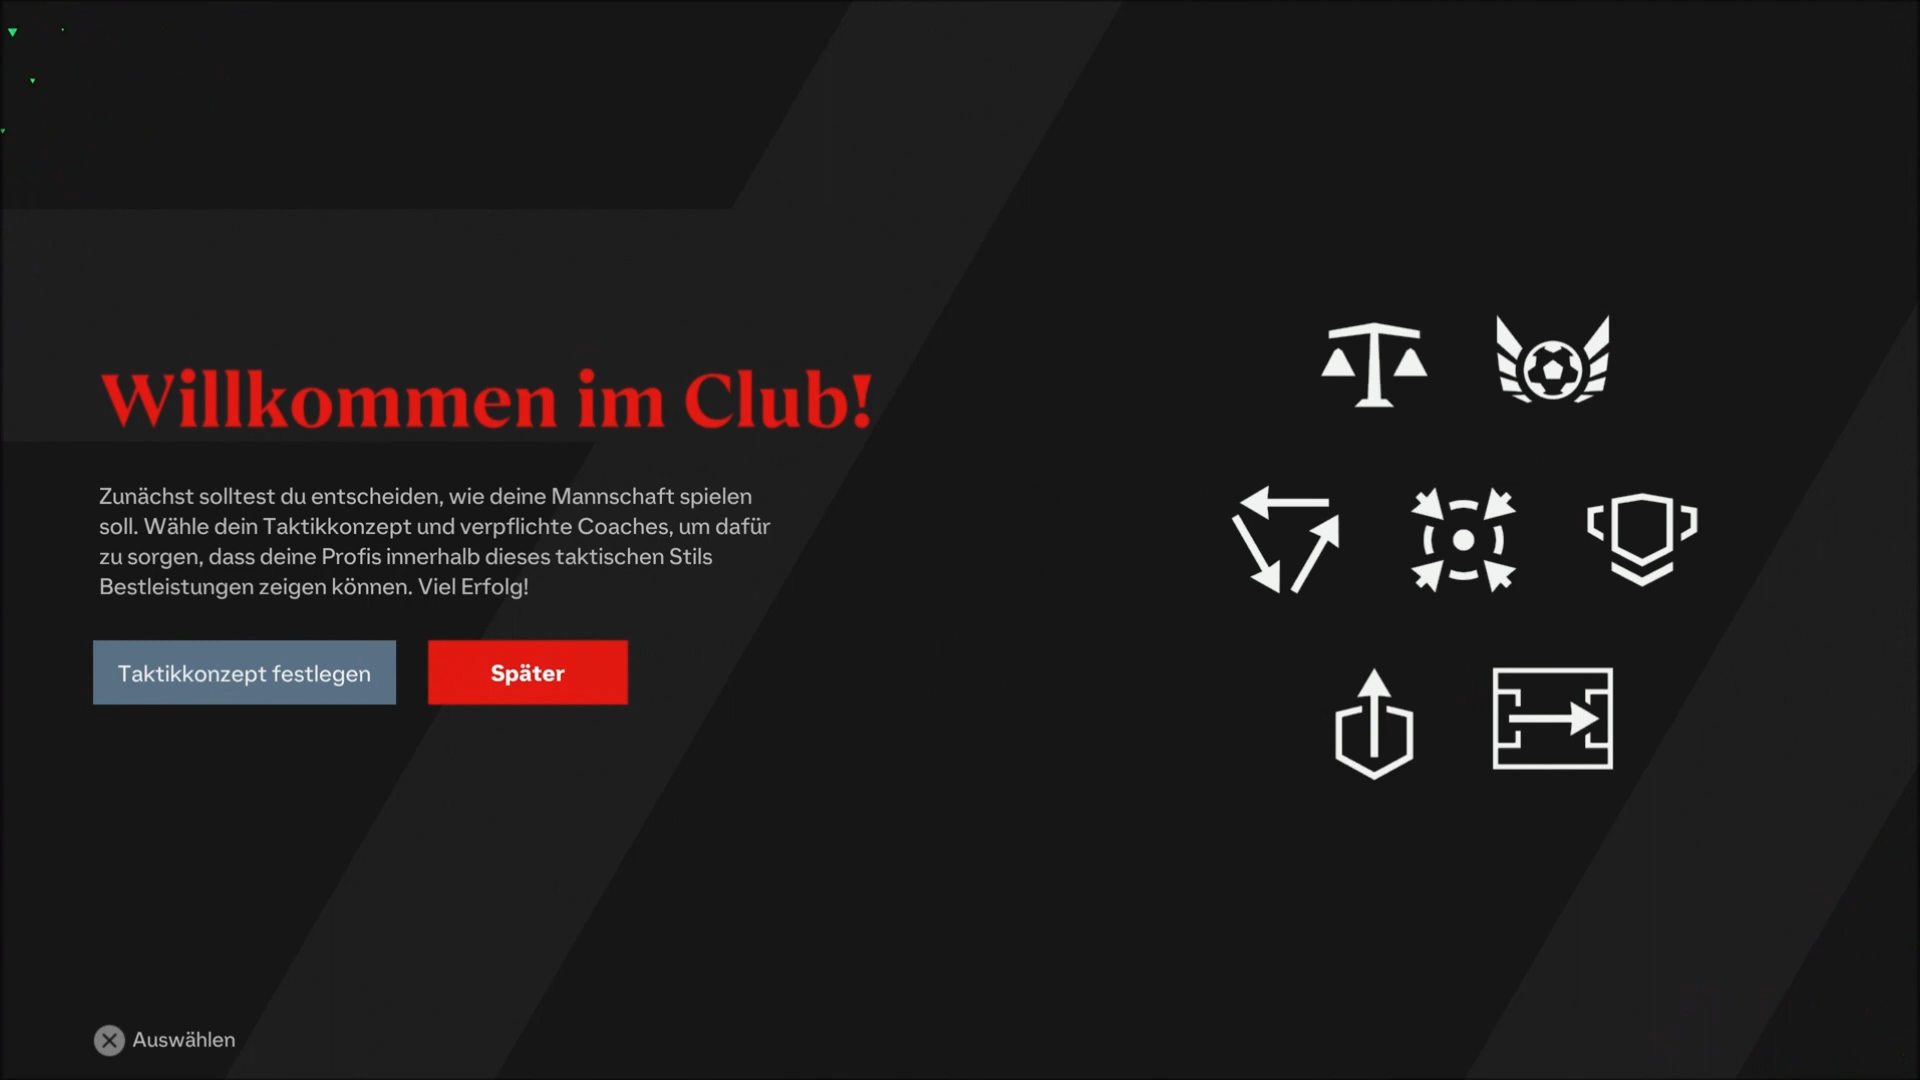 Willkommen im Club!
Zunächst solltest du entscheiden, wie deine Mannschaft spielen
soll. Wähle dein Taktikkonzept und verpflichte Coaches, um dafür
zu sorgen, dass deine Profis innerhalb dieses taktischen Stils
Bestleistungen zeigen können. Viel Erfolg!
Taktikkonzept festlegen
Später
Auswählen